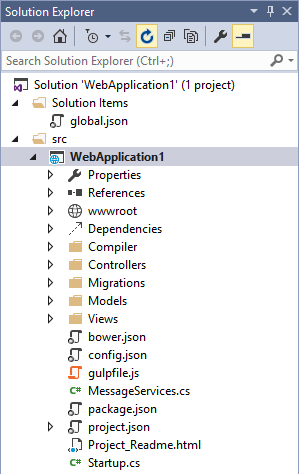 Solution Explorer
Search Solution Explorer (Ctrl+;)
Solution 'WebApplication1' (1 project)
Solution Items
global.json
src
WebApplication1
Properties
References
wwwroot
Dependencies
Compiler
Controllers
Migrations
Models
Views
bower.json
config.json
gulpfile.js
MessageServices.cs
package.json
project.json
Project_Readme.html
Startup.cs